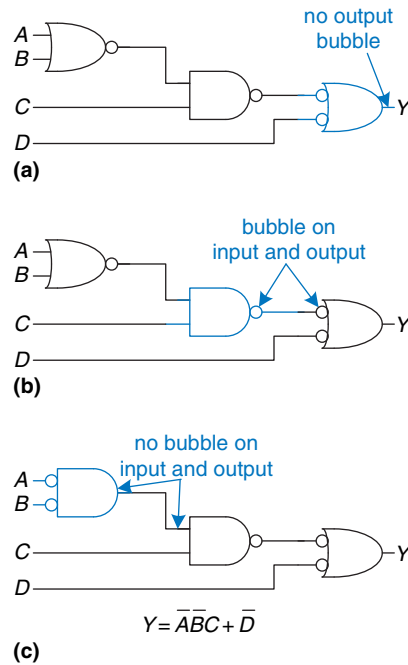 no output
bubble
A
B
C
D
Y
(a)
bubble on
input and output
A
B
C
D
Y
(b)
no bubble on
input and output
A
B
C
D
Y
Y = A̅B̅C + D̅
(c)